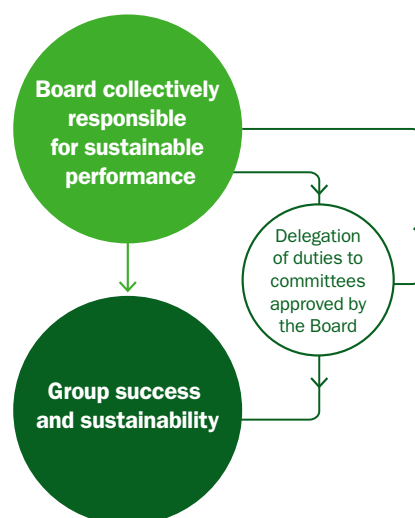 Board collectively
responsible
for sustainable
performance
Delegation
of duties to
committees
approved by
the Board
Group success
and sustainability